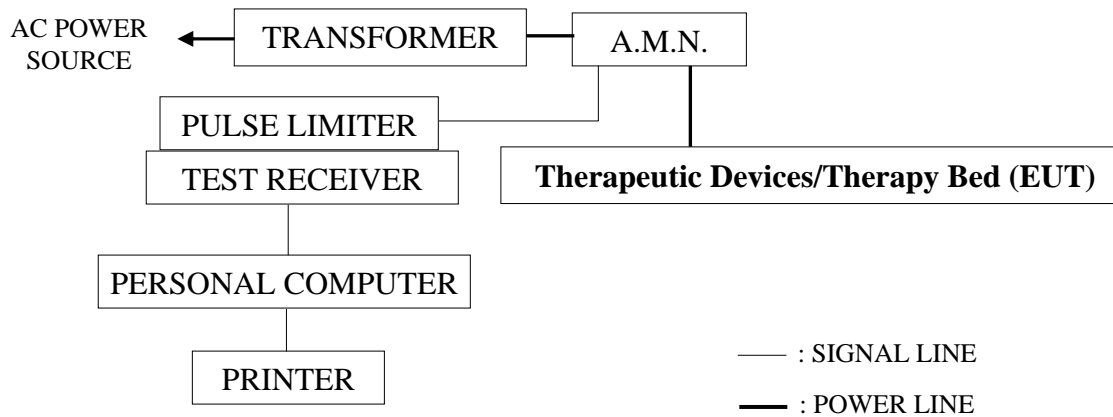 AC POWER
SOURCE
TRANSFORMER
A.M.N.
PULSE LIMITER
TEST RECEIVER
Therapeutic Devices/Therapy Bed (EUT)
PERSONAL COMPUTER
PRINTER
: SIGNAL LINE
: POWER LINE